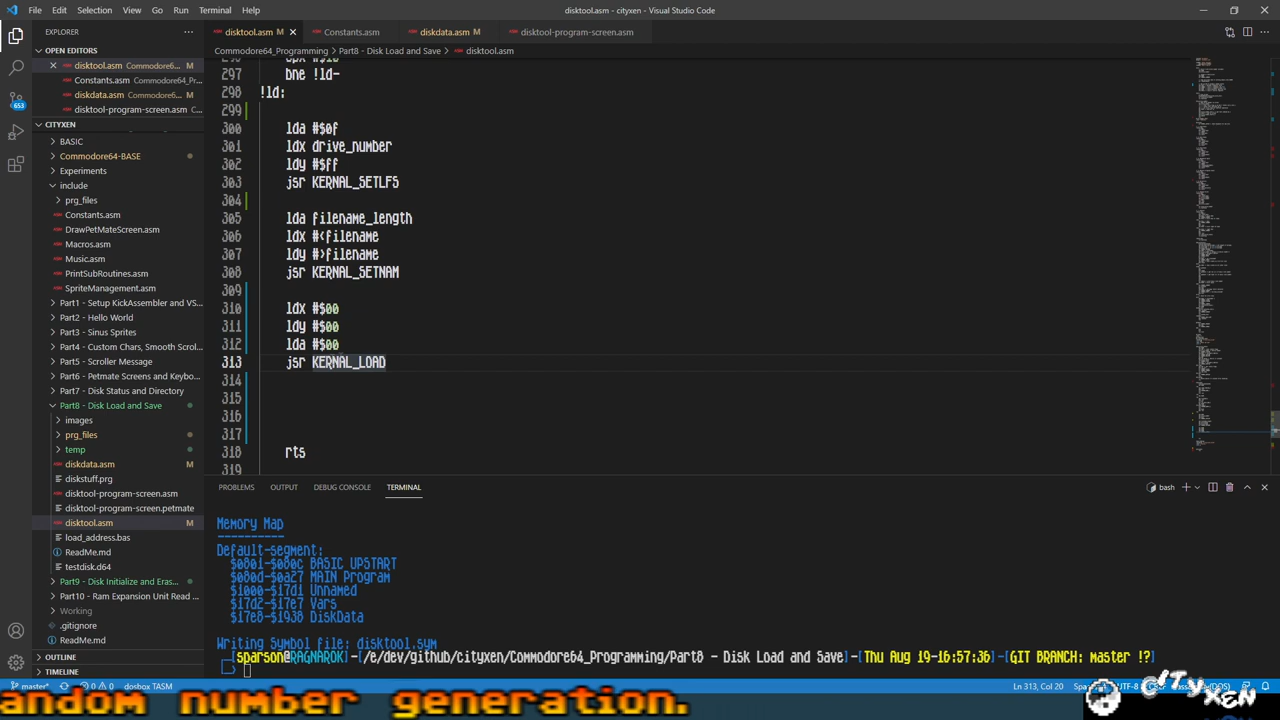 File Edit Selection View Go Run Terminal Help
disktool.asm - cityxen - Visual Studio Code
EXPLORER
disktool.asm M
Constants.asm
diskdata.asm M
disktool-program-screen.asm
Commodore64_Programming > Part8 - Disk Load and Save > disktool.asm
OPEN EDITORS
disktool.asm Commodore6... M
Constants.asm Commodore64_Pr...
diskdata.asm Commodore6... M
disktool-program-screen.asm
CITYXEN
BASIC
Commodore64-BASE
Experiments
include
prg_files
Constants.asm
DrawPetMateScreen.asm
Macros.asm
Music.asm
PrintSubRoutines.asm
SpriteManagement.asm
Part1 - Setup KickAssembler and VS...
Part2 - Hello World
Part3 - Sinus Sprites
Part4 - Custom Chars, Smooth Scrol...
Part5 - Scroller Message
Part6 - Petmate Screens and Keybo...
Part7 - Disk Status and Directory
Part8 - Disk Load and Save
images
prg_files
temp
diskdata.asm M
diskstuff.prg
disktool-program-screen.asm
disktool-program-screen.petmate
disktool.asm M
load_address.bas
ReadMe.md
testdisk.d64
Part9 - Disk Initialize and Eras...
Part10 - Ram Expansion Unit Read ...
Working
.gitignore
ReadMe.md
OUTLINE
TIMELINE
653
297 bne !ld-
298 !ld:
299
300 lda #$0f
301 ldx drive_number
302 ldy #$ff
303 jsr KERNAL_SETLFS
304
305 lda filename_length
306 ldx #<filename
307 ldy #>filename
308 jsr KERNAL_SETNAM
309
310 ldx #$00
311 ldy #$00
312 lda #$00
313 jsr KERNAL_LOAD
314
315
316
317
318 rts
319
PROBLEMS OUTPUT DEBUG CONSOLE TERMINAL
bash
Memory Map
----------
Default-segment:
$0801-$080c BASIC UPSTART
$080d-$0a27 MAIN Program
$1000-$17d1 Unnamed
$17d2-$17e7 Vars
$17e8-$1938 DiskData
Writing Symbol file: disktool.sym
[sparson@RAGNAROK]-[/e/dev/github/cityxen/Commodore64_Programming/Part8 - Disk Load and Save]-[Thu Aug 19-16:57:36]-[GIT BRANCH: master !?]
master* 0 0 dosbox TASM
Ln 313, Col 20
andom number generation.
CITYXEN